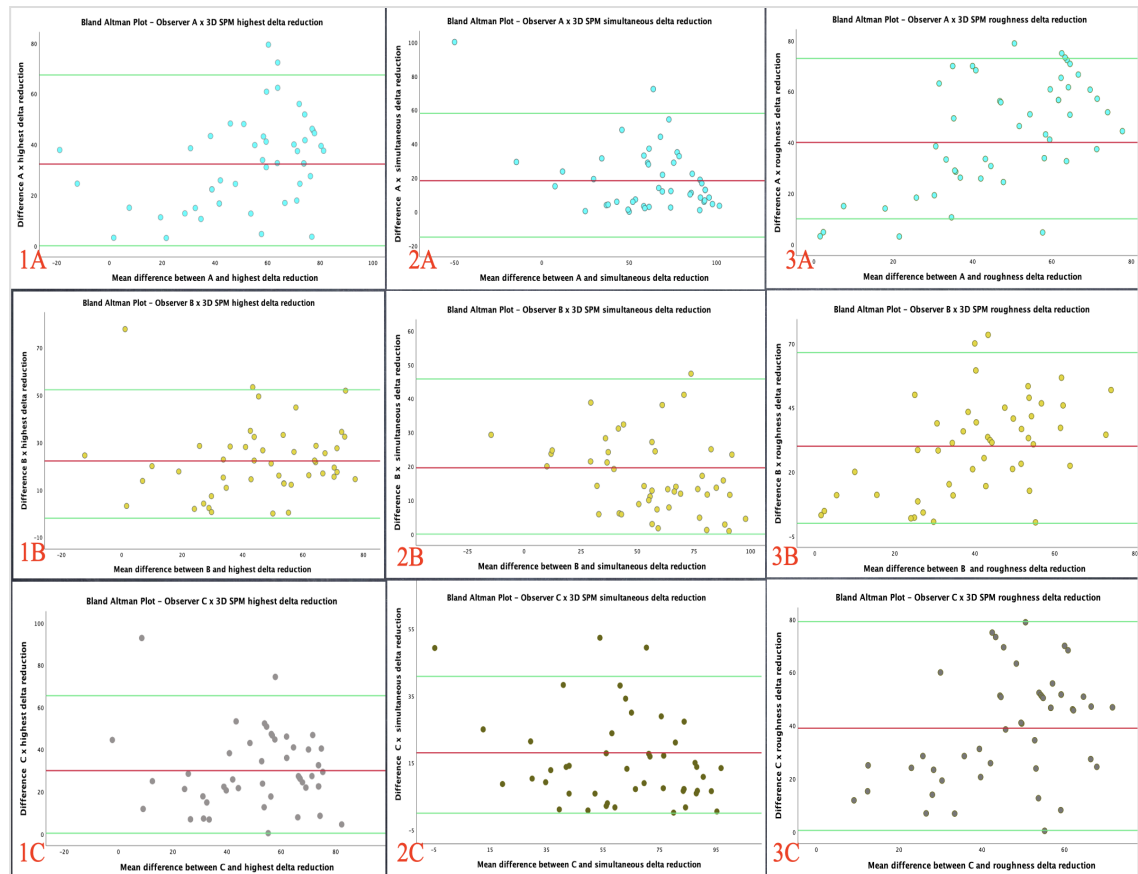 Bland Altman Plot – Observer A x 3D SPM highest delta reduction
Difference A x highest delta reduction
80
60
40
20
0
-20
0
20
40
60
80
100
Mean difference between A and highest delta reduction
1A
Bland Altman Plot – Observer A x 3D SPM simultaneous delta reduction
Difference A x simultaneous delta reduction
100
80
60
40
20
0
-20
-50
0
50
100
Mean difference between A and simultaneous delta reduction
2A
Bland Altman Plot – Observer A x 3D SPM roughness delta reduction
Difference A x roughness delta reduction
80
60
40
20
0
0
20
40
60
80
Mean difference between A and roughness delta reduction
3A
Bland Altman Plot – Observer B x 3D SPM highest delta reduction
Difference B x highest delta reduction
70
50
30
10
-10
-20
0
20
40
60
80
Mean difference between B and highest delta reduction
1B
Bland Altman Plot – Observer B x 3D SPM simultaneous delta reduction
Difference B x simultaneous delta reduction
60
50
40
30
20
10
0
-25
0
25
50
75
100
Mean difference between B and simultaneous delta reduction
2B
Bland Altman Plot – Observer B x 3D SPM roughness delta reduction
Difference B x roughness delta reduction
70
45
20
-5
0
20
40
60
80
Mean difference between B and roughness delta reduction
3B
Bland Altman Plot – Observer C x 3D SPM highest delta reduction
Difference C x highest delta reduction
100
80
60
40
20
0
-20
0
20
40
60
80
Mean difference between C and highest delta reduction
1C
Bland Altman Plot – Observer C x 3D SPM simultaneous delta reduction
Difference C x simultaneous delta reduction
55
35
15
-5
-5
15
35
55
75
95
Mean difference between C and simultaneous delta reduction
2C
Bland Altman Plot – Observer C x 3D SPM roughness delta reduction
Difference C x roughness delta reduction
80
60
40
20
0
0
20
40
60
Mean difference between C and roughness delta reduction
3C